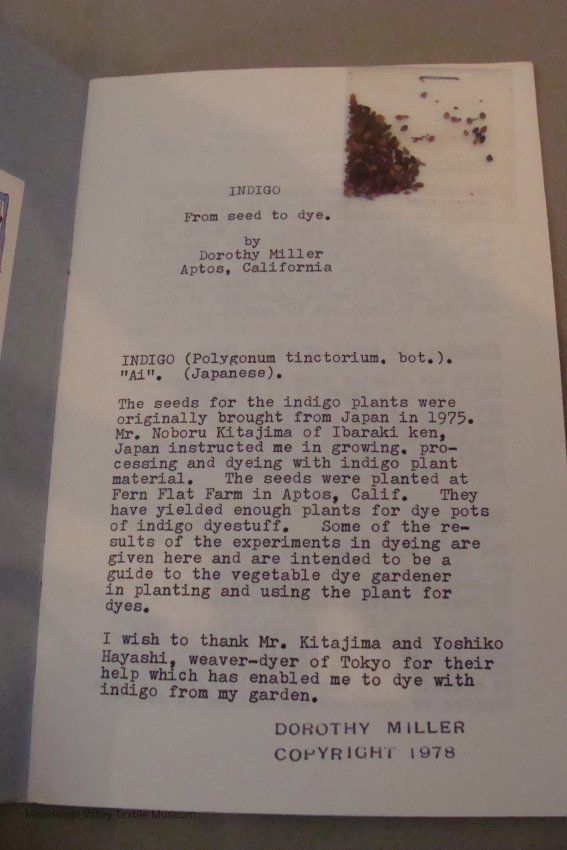 INDIGO
From seed to dye.
by
Dorothy Miller
Aptos, California
INDIGO (Polygonum tinctorium. bot.).
"Ai". (Japanese).
The seeds for the indigo plants were
originally brought from Japan in 1975.
Mr. Noboru Kitajima of Ibaraki ken,
Japan instructed me in growing. pro-
cessing and dyeing with indigo plant
material. The seeds were planted at
Fern Flat Farm in Aptos, Calif. They
have yielded enough plants for dye pots
of indigo dyestuff. Some of the re-
sults of the experiments in dyeing are
given here and are intended to be a
guide to the vegetable dye gardener
in planting and using the plant for
dyes.
I wish to thank Mr. Kitajima and Yoshiko
Hayashi, weaver-dyer of Tokyo for their
help which has enabled me to dye with
indigo from my garden.
DOROTHY MILLER
COPYRIGHT 1978
Mississippi Valley Textile Museum